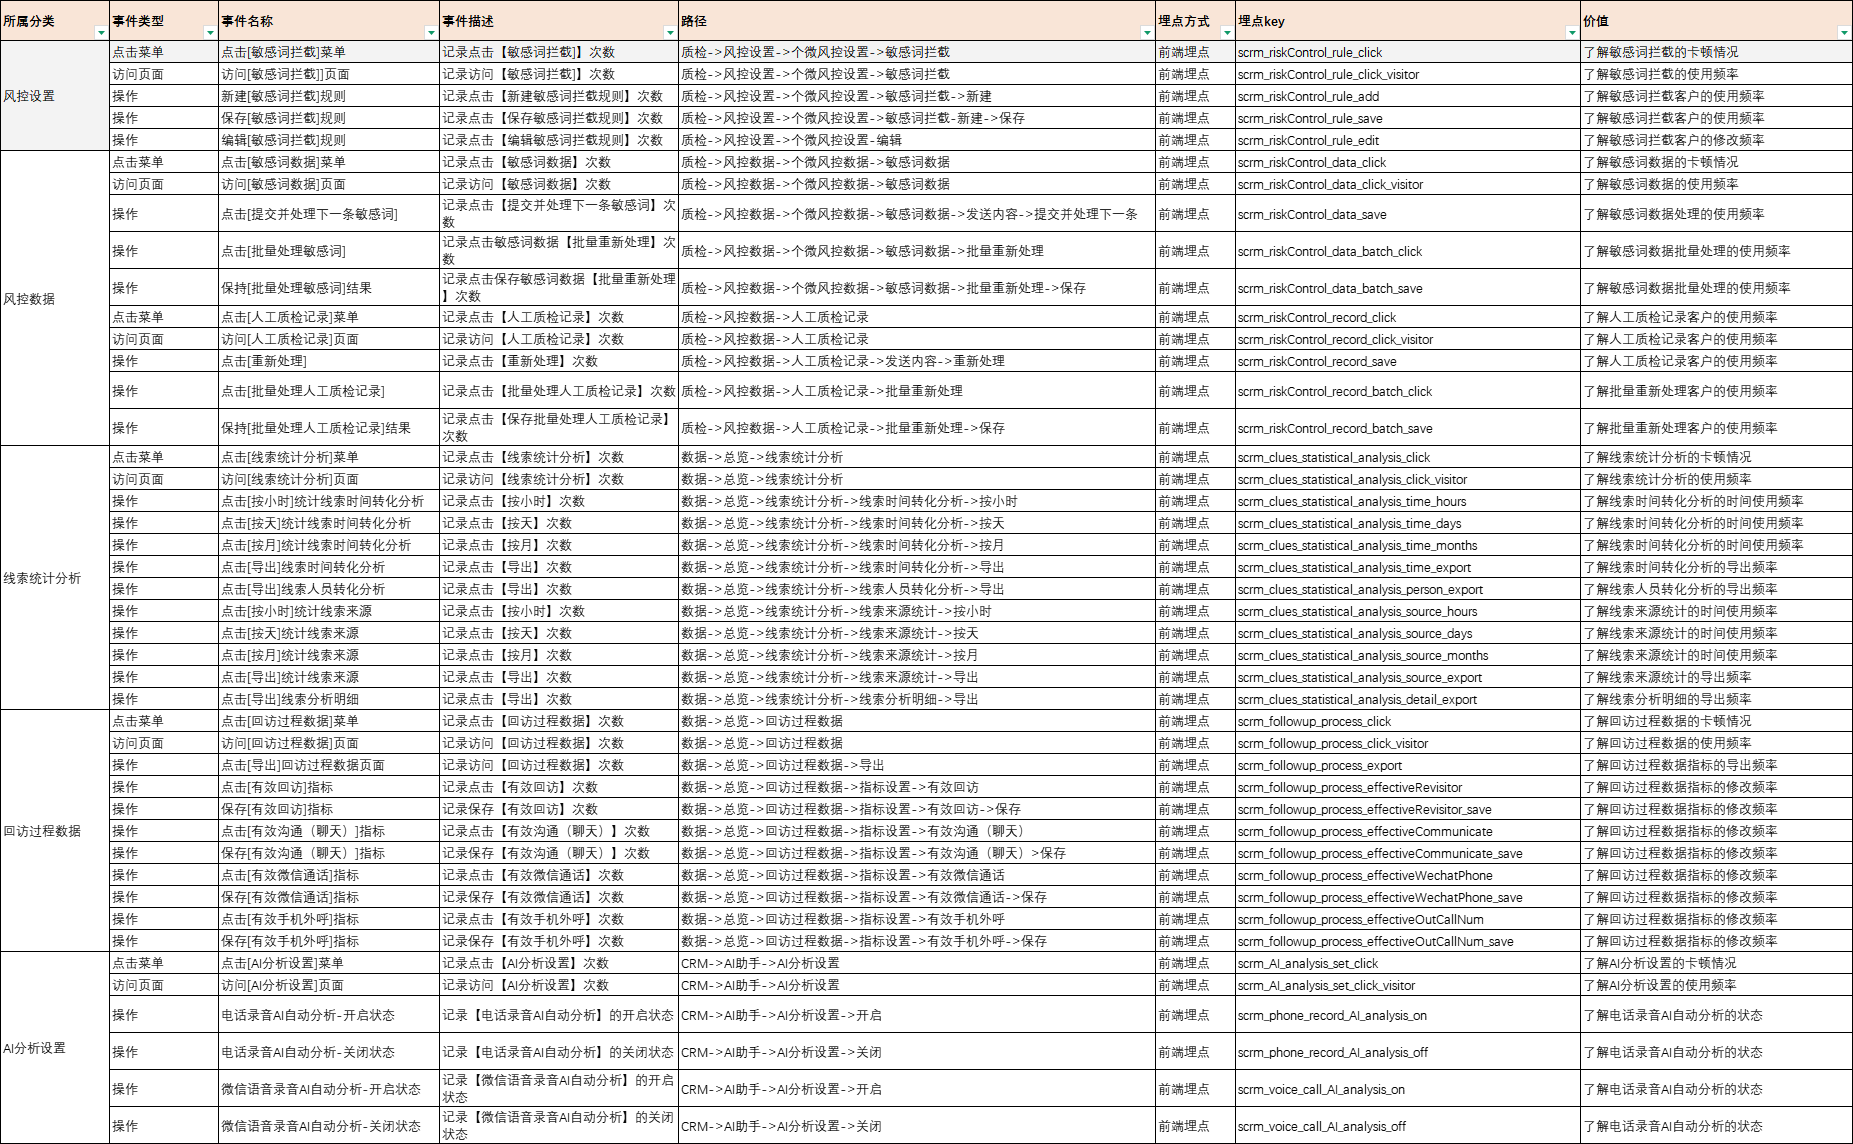 所属分类 事件类型 事件名称 事件描述 路径 埋点方式 埋点key 价值
风控设置 点击菜单 点击[敏感词拦截]菜单 记录点击【敏感词拦截]】次数 质检->风控设置->个微风控设置->敏感词拦截 前端埋点 scrm_riskControl_rule_click 了解敏感词拦截的卡顿情况
访问页面 访问[敏感词拦截]]页面 记录访问【敏感词拦截]】次数 质检->风控设置->个微风控设置->敏感词拦截 前端埋点 scrm_riskControl_rule_click_visitor 了解敏感词拦截的使用频率
操作 新建[敏感词拦截]规则 记录点击【新建敏感词拦截规则】次数 质检->风控设置->个微风控设置->敏感词拦截->新建 前端埋点 scrm_riskControl_rule_add 了解敏感词拦截客户的使用频率
操作 保存[敏感词拦截]规则 记录点击【保存敏感词拦截规则】次数 质检->风控设置->个微风控设置->敏感词拦截-新建->保存 前端埋点 scrm_riskControl_rule_save 了解敏感词拦截客户的使用频率
操作 编辑[敏感词拦截]规则 记录点击【编辑敏感词拦截规则】次数 质检->风控设置->个微风控设置-编辑 前端埋点 scrm_riskControl_rule_edit 了解敏感词拦截客户的修改频率
风控数据 点击菜单 点击[敏感词数据]菜单 记录点击【敏感词数据】次数 质检->风控数据->个微风控数据->敏感词数据 前端埋点 scrm_riskControl_data_click 了解敏感词数据的卡顿情况
访问页面 访问[敏感词数据]页面 记录访问【敏感词数据】次数 质检->风控数据->个微风控数据->敏感词数据 前端埋点 scrm_riskControl_data_click_visitor 了解敏感词数据的使用频率
操作 点击[提交并处理下一条敏感词] 记录点击【提交并处理下一条敏感词】次
数 质检->风控数据->个微风控数据->敏感词数据->发送内容->提交并处理下一条 前端埋点 scrm_riskControl_data_save 了解敏感词数据处理的使用频率
操作 点击[批量处理敏感词] 记录点击敏感词数据【批量重新处理】次
数 质检->风控数据->个微风控数据->敏感词数据->批量重新处理 前端埋点 scrm_riskControl_data_batch_click 了解敏感词数据批量处理的使用频率
操作 保持[批量处理敏感词]结果 记录点击保存敏感词数据【批量重新处理
】次数 质检->风控数据->个微风控数据->敏感词数据->批量重新处理->保存 前端埋点 scrm_riskControl_data_batch_save 了解敏感词数据批量处理的使用频率
点击菜单 点击[人工质检记录]菜单 记录点击【人工质检记录】次数 质检->风控数据->人工质检记录 前端埋点 scrm_riskControl_record_click 了解人工质检记录客户的使用频率
访问页面 访问[人工质检记录]页面 记录访问【人工质检记录】次数 质检->风控数据->人工质检记录 前端埋点 scrm_riskControl_record_click_visitor 了解人工质检记录客户的使用频率
操作 点击[重新处理] 记录点击【重新处理】次数 质检->风控数据->人工质检记录->发送内容->重新处理 前端埋点 scrm_riskControl_record_save 了解人工质检记录客户的使用频率
操作 点击[批量处理人工质检记录] 记录点击【批量处理人工质检记录】次数 质检->风控数据->人工质检记录->批量重新处理 前端埋点 scrm_riskControl_record_batch_click 了解批量重新处理客户的使用频率
操作 保持[批量处理人工质检记录]结果 记录点击【保存批量处理人工质检记录】
次数 质检->风控数据->人工质检记录->批量重新处理->保存 前端埋点 scrm_riskControl_record_batch_save 了解批量重新处理客户的使用频率
线索统计分析 点击菜单 点击[线索统计分析]菜单 记录点击【线索统计分析】次数 数据->总览->线索统计分析 前端埋点 scrm_clues_statistical_analysis_click 了解线索统计分析的卡顿情况
访问页面 访问[线索统计分析]页面 记录访问【线索统计分析】次数 数据->总览->线索统计分析 前端埋点 scrm_clues_statistical_analysis_click_visitor 了解线索统计分析的使用频率
操作 点击[按小时]统计线索时间转化分析 记录点击【按小时】次数 数据->总览->线索统计分析->线索时间转化分析->按小时 前端埋点 scrm_clues_statistical_analysis_time_hours 了解线索时间转化分析的时间使用频率
操作 点击[按天]统计线索时间转化分析 记录点击【按天】次数 数据->总览->线索统计分析->线索时间转化分析->按天 前端埋点 scrm_clues_statistical_analysis_time_days 了解线索时间转化分析的时间使用频率
操作 点击[按月]统计线索时间转化分析 记录点击【按月】次数 数据->总览->线索统计分析->线索时间转化分析->按月 前端埋点 scrm_clues_statistical_analysis_time_months 了解线索时间转化分析的时间使用频率
操作 点击[导出]线索时间转化分析 记录点击【导出】次数 数据->总览->线索统计分析->线索时间转化分析->导出 前端埋点 scrm_clues_statistical_analysis_time_export 了解线索时间转化分析的导出频率
操作 点击[导出]线索人员转化分析 记录点击【导出】次数 数据->总览->线索统计分析->线索人员转化分析->导出 前端埋点 scrm_clues_statistical_analysis_person_export 了解线索人员转化分析的导出频率
操作 点击[按小时]统计线索来源 记录点击【按小时】次数 数据->总览->线索统计分析->线索来源统计->按小时 前端埋点 scrm_clues_statistical_analysis_source_hours 了解线索来源统计的时间使用频率
操作 点击[按天]统计线索来源 记录点击【按天】次数 数据->总览->线索统计分析->线索来源统计->按天 前端埋点 scrm_clues_statistical_analysis_source_days 了解线索来源统计的时间使用频率
操作 点击[按月]统计线索来源 记录点击【按月】次数 数据->总览->线索统计分析->线索来源统计->按月 前端埋点 scrm_clues_statistical_analysis_source_months 了解线索来源统计的时间使用频率
操作 点击[导出]统计线索来源 记录点击【导出】次数 数据->总览->线索统计分析->线索来源统计->导出 前端埋点 scrm_clues_statistical_analysis_source_export 了解线索来源统计的导出频率
操作 点击[导出]线索分析明细 记录点击【导出】次数 数据->总览->线索统计分析->线索分析明细->导出 前端埋点 scrm_clues_statistical_analysis_detail_export 了解线索分析明细的导出频率
回访过程数据 点击菜单 点击[回访过程数据]菜单 记录点击【回访过程数据】次数 数据->总览->回访过程数据 前端埋点 scrm_followup_process_click 了解回访过程数据的卡顿情况
访问页面 访问[回访过程数据]页面 记录访问【回访过程数据】次数 数据->总览->回访过程数据 前端埋点 scrm_followup_process_click_visitor 了解回访过程数据的使用频率
操作 点击[导出]回访过程数据页面 记录访问【回访过程数据】次数 数据->总览->回访过程数据->导出 前端埋点 scrm_followup_process_export 了解回访过程数据指标的导出频率
操作 点击[有效回访]指标 记录点击【有效回访】次数 数据->总览->回访过程数据->指标设置->有效回访 前端埋点 scrm_followup_process_effectiveRevisitor 了解回访过程数据指标的修改频率
操作 保存[有效回访]指标 记录保存【有效回访】次数 数据->总览->回访过程数据->指标设置->有效回访->保存 前端埋点 scrm_followup_process_effectiveRevisitor_save 了解回访过程数据指标的修改频率
操作 点击[有效沟通（聊天）]指标 记录点击【有效沟通（聊天）】次数 数据->总览->回访过程数据->指标设置->有效沟通（聊天） 前端埋点 scrm_followup_process_effectiveCommunicate 了解回访过程数据指标的修改频率
操作 保存[有效沟通（聊天）]指标 记录保存【有效沟通（聊天）】次数 数据->总览->回访过程数据->指标设置->有效沟通（聊天）>保存 前端埋点 scrm_followup_process_effectiveCommunicate_save 了解回访过程数据指标的修改频率
操作 点击[有效微信通话]指标 记录点击【有效微信通话】次数 数据->总览->回访过程数据->指标设置->有效微信通话 前端埋点 scrm_followup_process_effectiveWechatPhone 了解回访过程数据指标的修改频率
操作 保存[有效微信通话]指标 记录保存【有效微信通话】次数 数据->总览->回访过程数据->指标设置->有效微信通话->保存 前端埋点 scrm_followup_process_effectiveWechatPhone_save 了解回访过程数据指标的修改频率
操作 点击[有效手机外呼]指标 记录点击【有效手机外呼】次数 数据->总览->回访过程数据->指标设置->有效手机外呼 前端埋点 scrm_followup_process_effectiveOutCallNum 了解回访过程数据指标的修改频率
操作 保存[有效手机外呼]指标 记录保存【有效手机外呼】次数 数据->总览->回访过程数据->指标设置->有效手机外呼->保存 前端埋点 scrm_followup_process_effectiveOutCallNum_save 了解回访过程数据指标的修改频率
AI分析设置 点击菜单 点击[AI分析设置]菜单 记录点击【AI分析设置】次数 CRM->AI助手->AI分析设置 前端埋点 scrm_AI_analysis_set_click 了解AI分析设置的卡顿情况
访问页面 访问[AI分析设置]页面 记录访问【AI分析设置】次数 CRM->AI助手->AI分析设置 前端埋点 scrm_AI_analysis_set_click_visitor 了解AI分析设置的使用频率
操作 电话录音AI自动分析-开启状态 记录【电话录音AI自动分析】的开启状态 CRM->AI助手->AI分析设置->开启 前端埋点 scrm_phone_record_AI_analysis_on 了解电话录音AI自动分析的状态
操作 电话录音AI自动分析-关闭状态 记录【电话录音AI自动分析】的关闭状态 CRM->AI助手->AI分析设置->关闭 前端埋点 scrm_phone_record_AI_analysis_off 了解电话录音AI自动分析的状态
操作 微信语音录音AI自动分析-开启状态 记录【微信语音录音AI自动分析】的开启
状态 CRM->AI助手->AI分析设置->开启 前端埋点 scrm_voice_call_AI_analysis_on 了解电话录音AI自动分析的状态
操作 微信语音录音AI自动分析-关闭状态 记录【微信语音录音AI自动分析】的关闭
状态 CRM->AI助手->AI分析设置->关闭 前端埋点 scrm_voice_call_AI_analysis_off 了解电话录音AI自动分析的状态